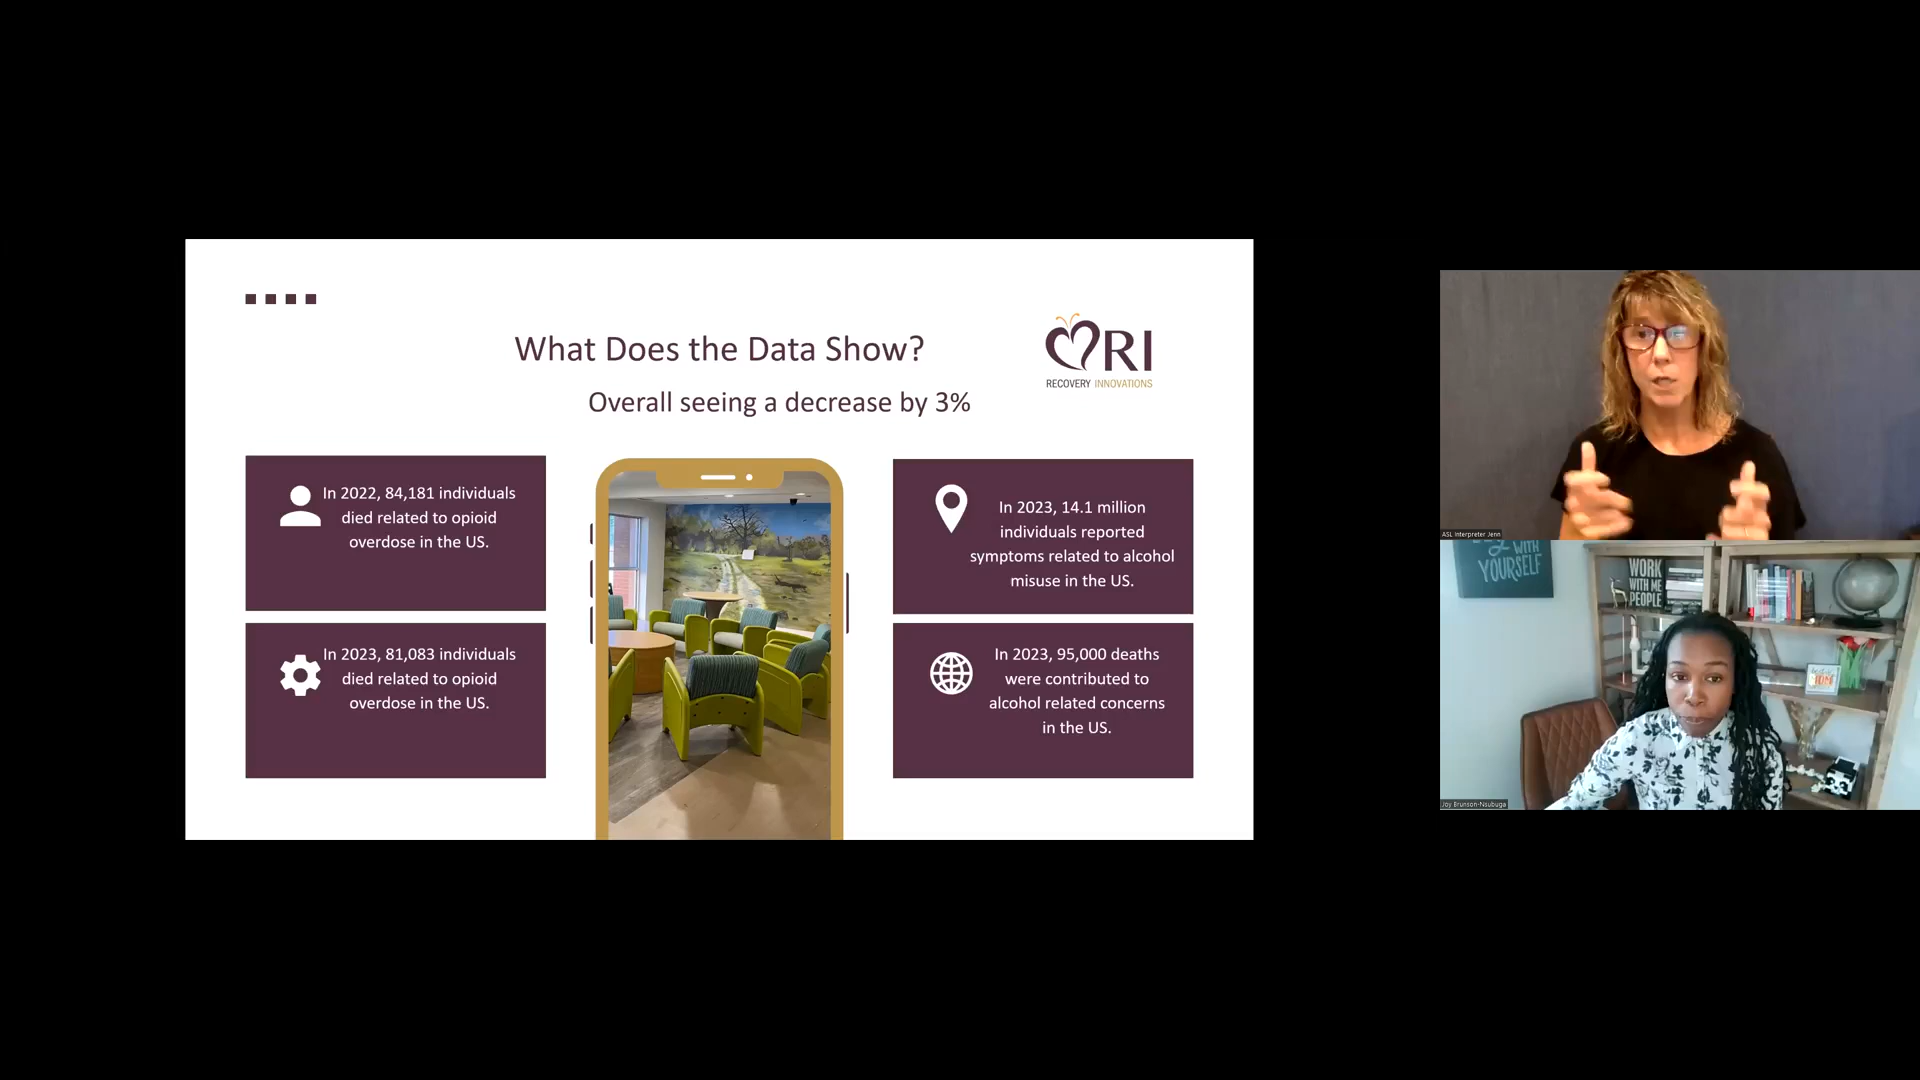 What Does the Data Show?
Overall seeing a decrease by 3%
RI
RECOVERY INNOVATIONS
In 2022, 84,181 individuals
died related to opioid
overdose in the US.
In 2023, 81,083 individuals
died related to opioid
overdose in the US.
In 2023, 14.1 million
individuals reported
symptoms related to alcohol
misuse in the US.
In 2023, 95,000 deaths
were contributed to
alcohol related concerns
in the US.
ASL Interpreter Jenn
WITH
YOURSELF
WORK
WITH ME
PEOPLE
Joy Brunson-Nsubuga